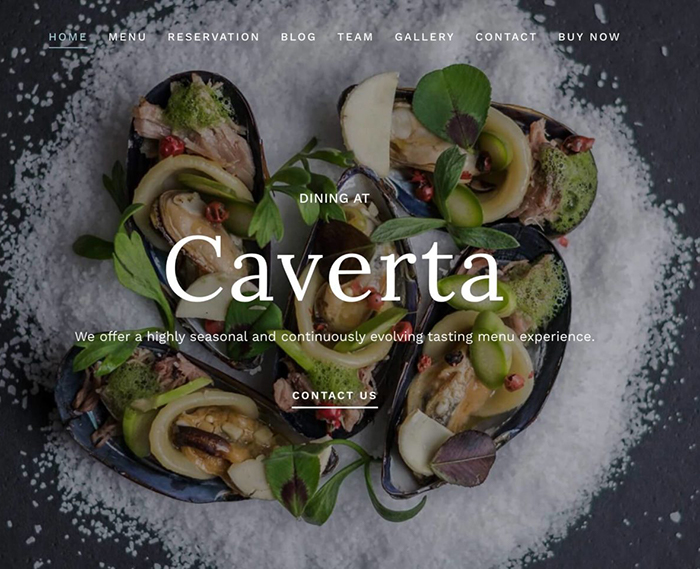 HOME MENU RESERVATION BLOG TEAM GALLERY CONTACT BUY NOW
DINING AT
Caverta
We offer a highly seasonal and continuously evolving tasting menu experience.
CONTACT US